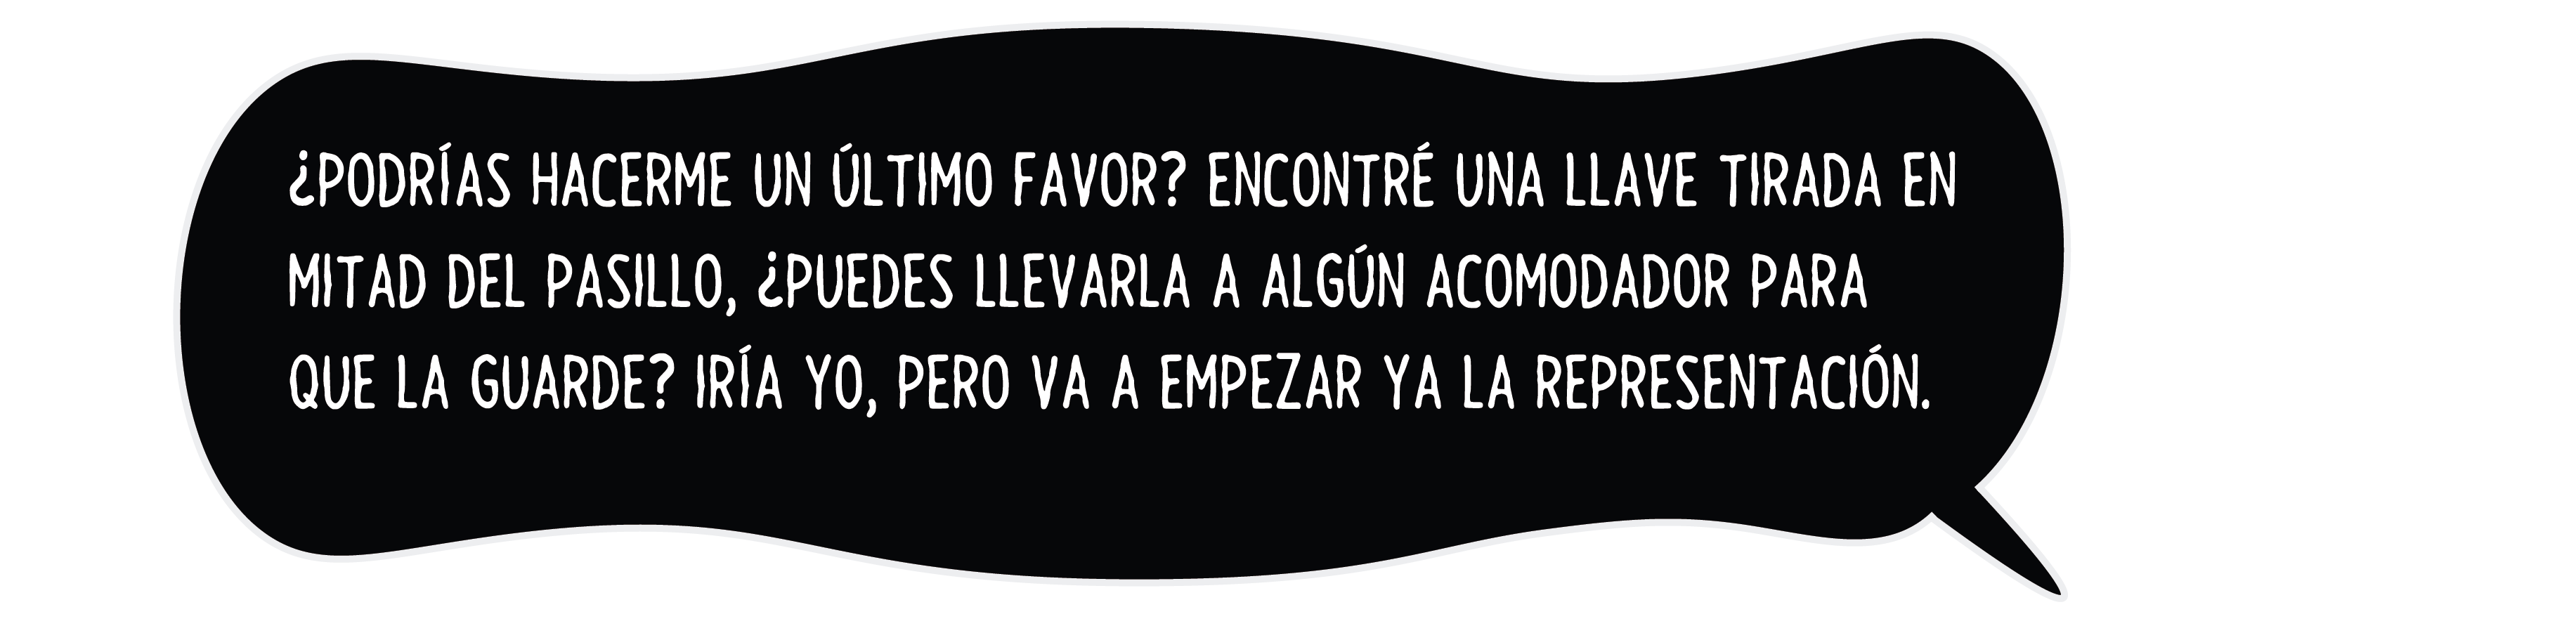 ¿PODRÍAS HACERME UN ÚLTIMO FAVOR? ENCONTRÉ UNA LLAVE TIRADA EN
MITAD DEL PASILLO, ¿PUEDES LLEVARLA A ALGÚN ACOMODADOR PARA
QUE LA GUARDE? IRÍA YO, PERO VA A EMPEZAR YA LA REPRESENTACIÓN.